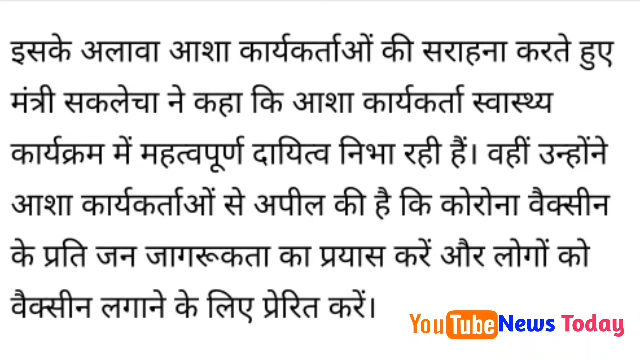 इसके अलावा आशा कार्यकर्ताओं की सराहना करते हुए
मंत्री सकलेचा ने कहा कि आशा कार्यकर्ता स्वास्थ्य
कार्यक्रम में महत्वपूर्ण दायित्व निभा रही हैं। वहीं उन्होंने
आशा कार्यकर्ताओं से अपील की है कि कोरोना वैक्सीन
के प्रति जन जागरूकता का प्रयास करें और लोगों को
वैक्सीन लगाने के लिए प्रेरित करें।
YouTube News Today